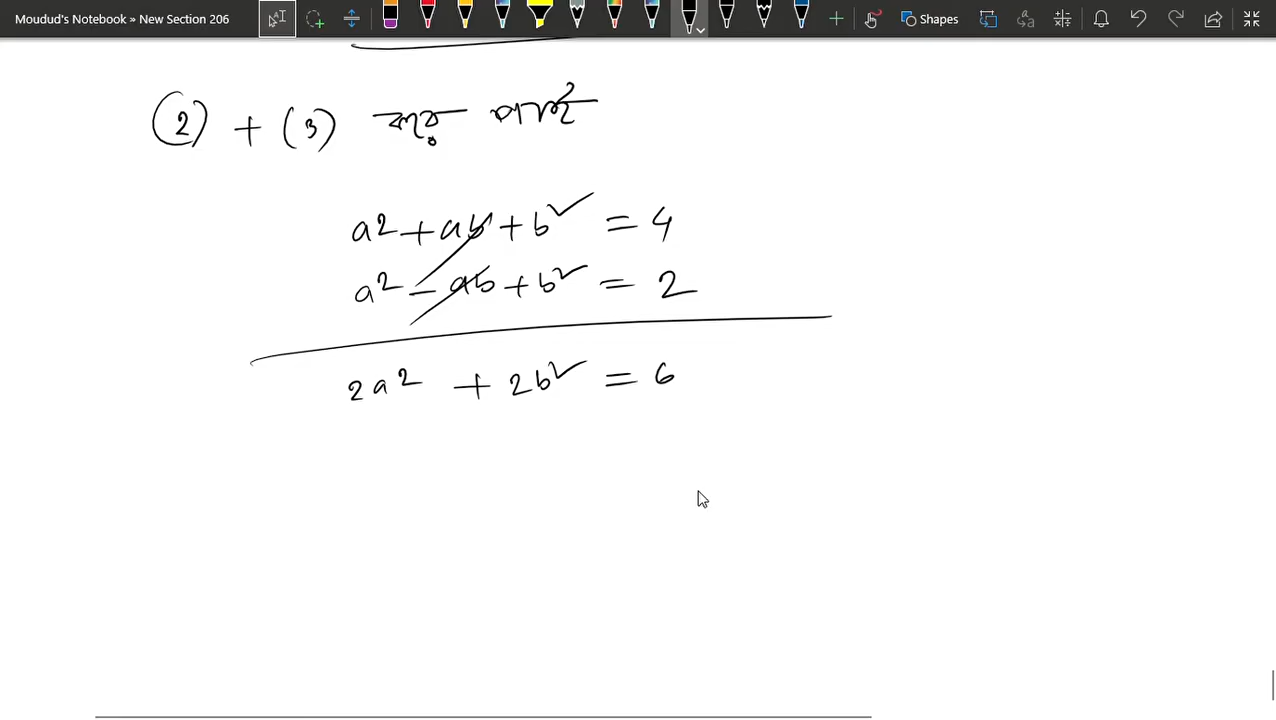 Moudud's Notebook » New Section 206
Shapes
(2) + (3) করে পাই
a² + ab + b² = 4
a² - ab + b² = 2
2a² + 2b² = 6